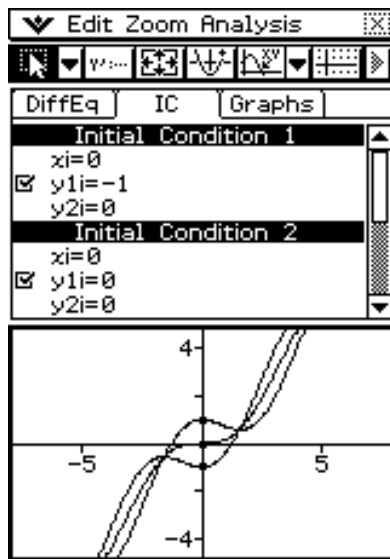 Edit Zoom Analysis
DiffEq IC Graphs
Initial Condition 1
xi=0
y1i=-1
y2i=0
Initial Condition 2
xi=0
y1i=0
y2i=0
4
-5 5
-4